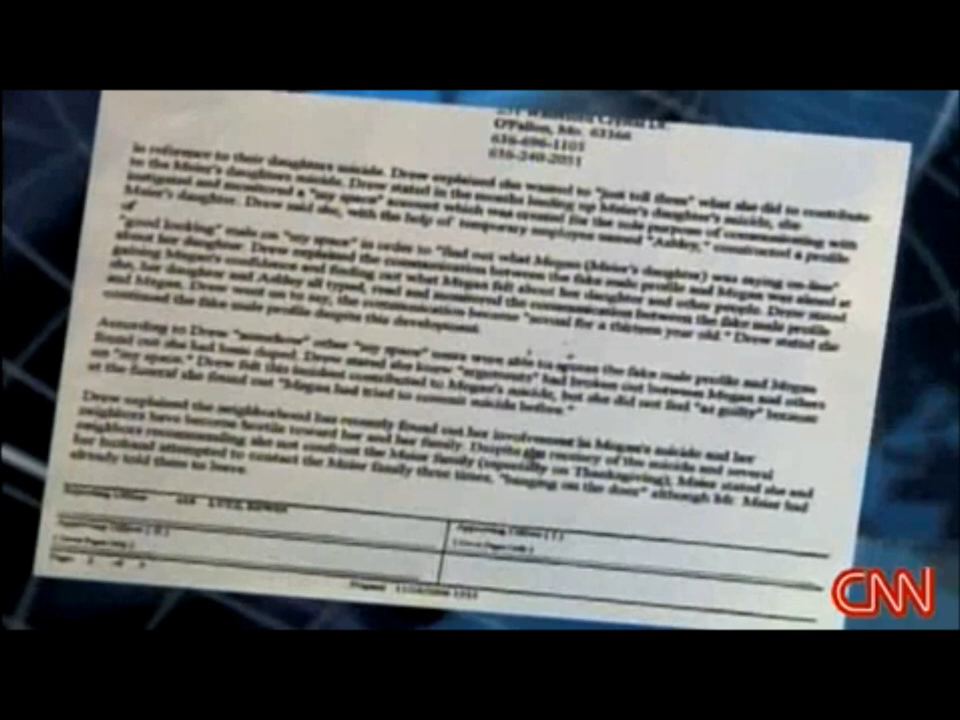 O'Fallon, Mo. 63366
636-240-2051
in reference to their daughters suicide. Drew explained she wanted to "just tell them" what she did to contribute
to the Meier's daughters suicide. Drew stated in the months leading up Meier's daughter's suicide, she
instigated and monitored a "my space" account which was created for the sole purpose of communicating with
Meier's daughter. Drew said she, with the help of temporary employee named "Ashley," constructed a profile
of
"good looking" male on "my space" in order to "find out what Megan (Meier's daughter) was saying on-line"
about her daughter. Drew explained the communication between the fake male profile and Megan was aimed at
gaining Megan's confidence and finding out what Megan felt about her daughter and other people. Drew stated
she, her daughter and Ashley all typed, read and monitored the communication between the fake male profile
and Megan. Drew went on to say, the communication became "sexual for a thirteen year old." Drew stated she
continued the fake male profile despite this development.
According to Drew "somehow" other "my space" users were able to access the fake male profile and Megan
found out she had been duped. Drew stated she knew "arguments" had broken out between Megan and others
on "my space." Drew felt this incident contributed to Megan's suicide, but she did not feel "as guilty" because
at the funeral she found out "Megan had tried to commit suicide before."
Drew explained the neighborhood has recently found out her involvement in Megan's suicide and her
neighbors have become hostile toward her and her family. Despite the of the suicide and several
neighbors recommending she not confront the Meier family (especially on Thanksgiving), Meier stated she and
her husband attempted to contact the Meier family three times, "banging on the door" although Mr. Meier had
already told them to leave.
Reporting Officer
CNN